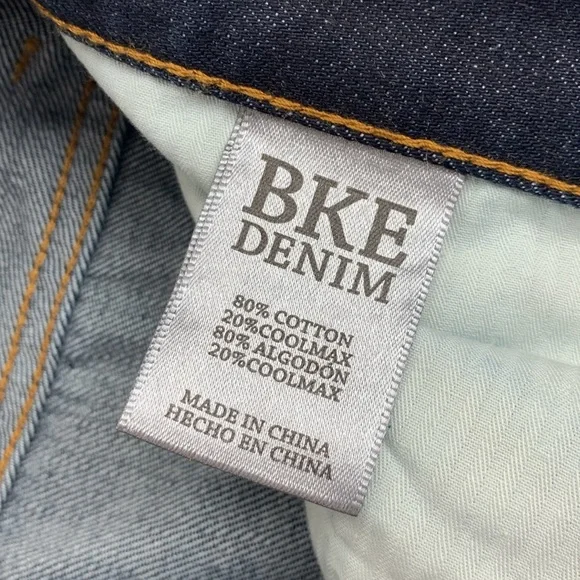 BKE
DENIM
80% COTTON
20%COOLMAX
80% ALGODÓN
20%COOLMAX
MADE IN CHINA
HECHO EN CHINA